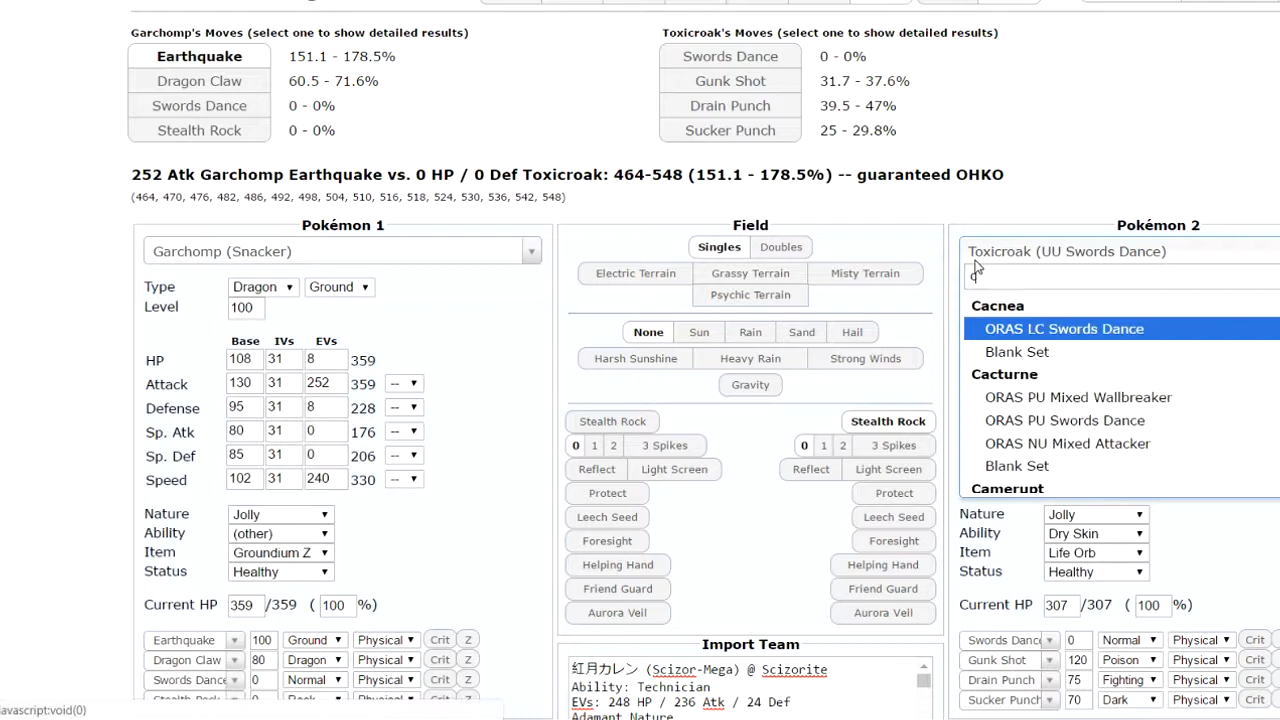 Garchomp's Moves (select one to show detailed results)
Toxicroak's Moves (select one to show detailed results)
Earthquake 151.1 - 178.5%
Swords Dance 0 - 0%
Dragon Claw 60.5 - 71.6%
Gunk Shot 31.7 - 37.6%
Swords Dance 0 - 0%
Drain Punch 39.5 - 47%
Stealth Rock 0 - 0%
Sucker Punch 25 - 29.8%
252 Atk Garchomp Earthquake vs. 0 HP / 0 Def Toxicroak: 464-548 (151.1 - 178.5%) -- guaranteed OHKO
(464, 470, 476, 482, 486, 492, 498, 504, 510, 516, 518, 524, 530, 536, 542, 548)
Pokémon 1
Garchomp (Snacker)
Type Dragon Ground
Level 100
Base IVs EVs
HP 108 31 8 359
Attack 130 31 252 359 --
Defense 95 31 8 228 --
Sp. Atk 80 31 0 176 --
Sp. Def 85 31 0 206 --
Speed 102 31 240 330 --
Nature Jolly
Ability (other)
Item Groundium Z
Status Healthy
Current HP 359 /359 ( 100 %)
Earthquake 100 Ground Physical Crit Z
Dragon Claw 80 Dragon Physical Crit Z
Swords Dance 0 Normal Physical Crit Z
Field
Singles Doubles
Electric Terrain Grassy Terrain Misty Terrain
Psychic Terrain
None Sun Rain Sand Hail
Harsh Sunshine Heavy Rain Strong Winds
Gravity
Stealth Rock Stealth Rock
0 1 2 3 Spikes 0 1 2 3 Spikes
Reflect Light Screen Reflect Light Screen
Protect Protect
Leech Seed Leech Seed
Foresight Foresight
Helping Hand Helping Hand
Friend Guard Friend Guard
Aurora Veil Aurora Veil
Import Team
红月カレン (Scizor-Mega) @ Scizorite
Ability: Technician
EVs: 248 HP / 236 Atk / 24 Def
Adamant Nature
Pokémon 2
Toxicroak (UU Swords Dance)
Cacnea
ORAS LC Swords Dance
Blank Set
Cacturne
ORAS PU Mixed Wallbreaker
ORAS PU Swords Dance
ORAS NU Mixed Attacker
Blank Set
Camerupt
Nature Jolly
Ability Dry Skin
Item Life Orb
Status Healthy
Current HP 307 /307 ( 100 %)
Swords Danc 0 Normal Physical Crit
Gunk Shot 120 Poison Physical Crit
Drain Punch 75 Fighting Physical Crit
Sucker Punch 70 Dark Physical Crit
avascript:void(0)